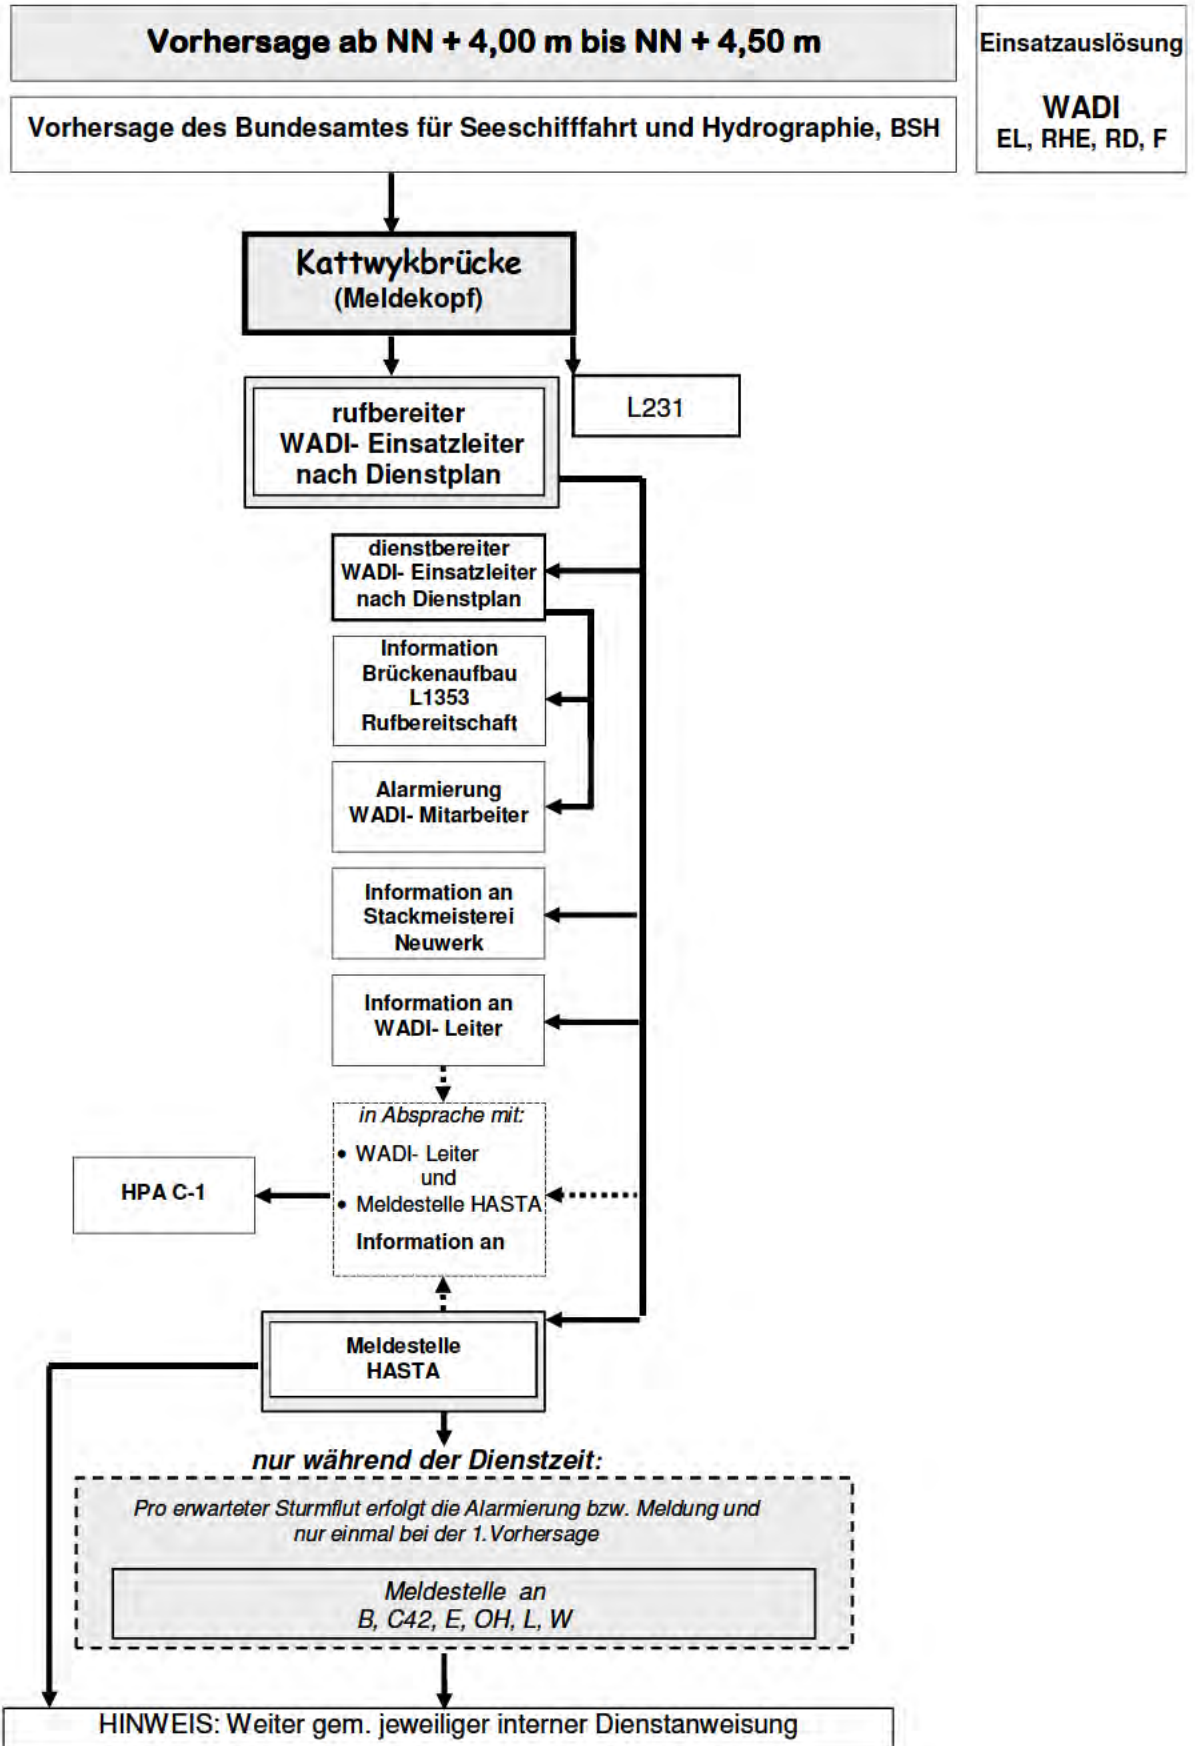 Vorhersage ab NN + 4,00 m bis NN + 4,50 m
Einsatzauslösung
WADI
EL, RHE, RD, F
Vorhersage des Bundesamtes für Seeschifffahrt und Hydrographie, BSH
Kattwykbrücke
(Meldekopf)
rufbereiter
WADI- Einsatzleiter
nach Dienstplan
L231
dienstbereiter
WADI- Einsatzleiter
nach Dienstplan
Information
Brückenaufbau
L1353
Rufbereitschaft
Alarmierung
WADI- Mitarbeiter
Information an
Stackmeisterei
Neuwerk
Information an
WADI- Leiter
in Absprache mit:
• WADI- Leiter
und
• Meldestelle HASTA
Information an
HPA C-1
Meldestelle
HASTA
nur während der Dienstzeit:
Pro erwarteter Sturmflut erfolgt die Alarmierung bzw. Meldung und
nur einmal bei der 1.Vorhersage
Meldestelle an
B, C42, E, OH, L, W
HINWEIS: Weiter gem. jeweiliger interner Dienstanweisung